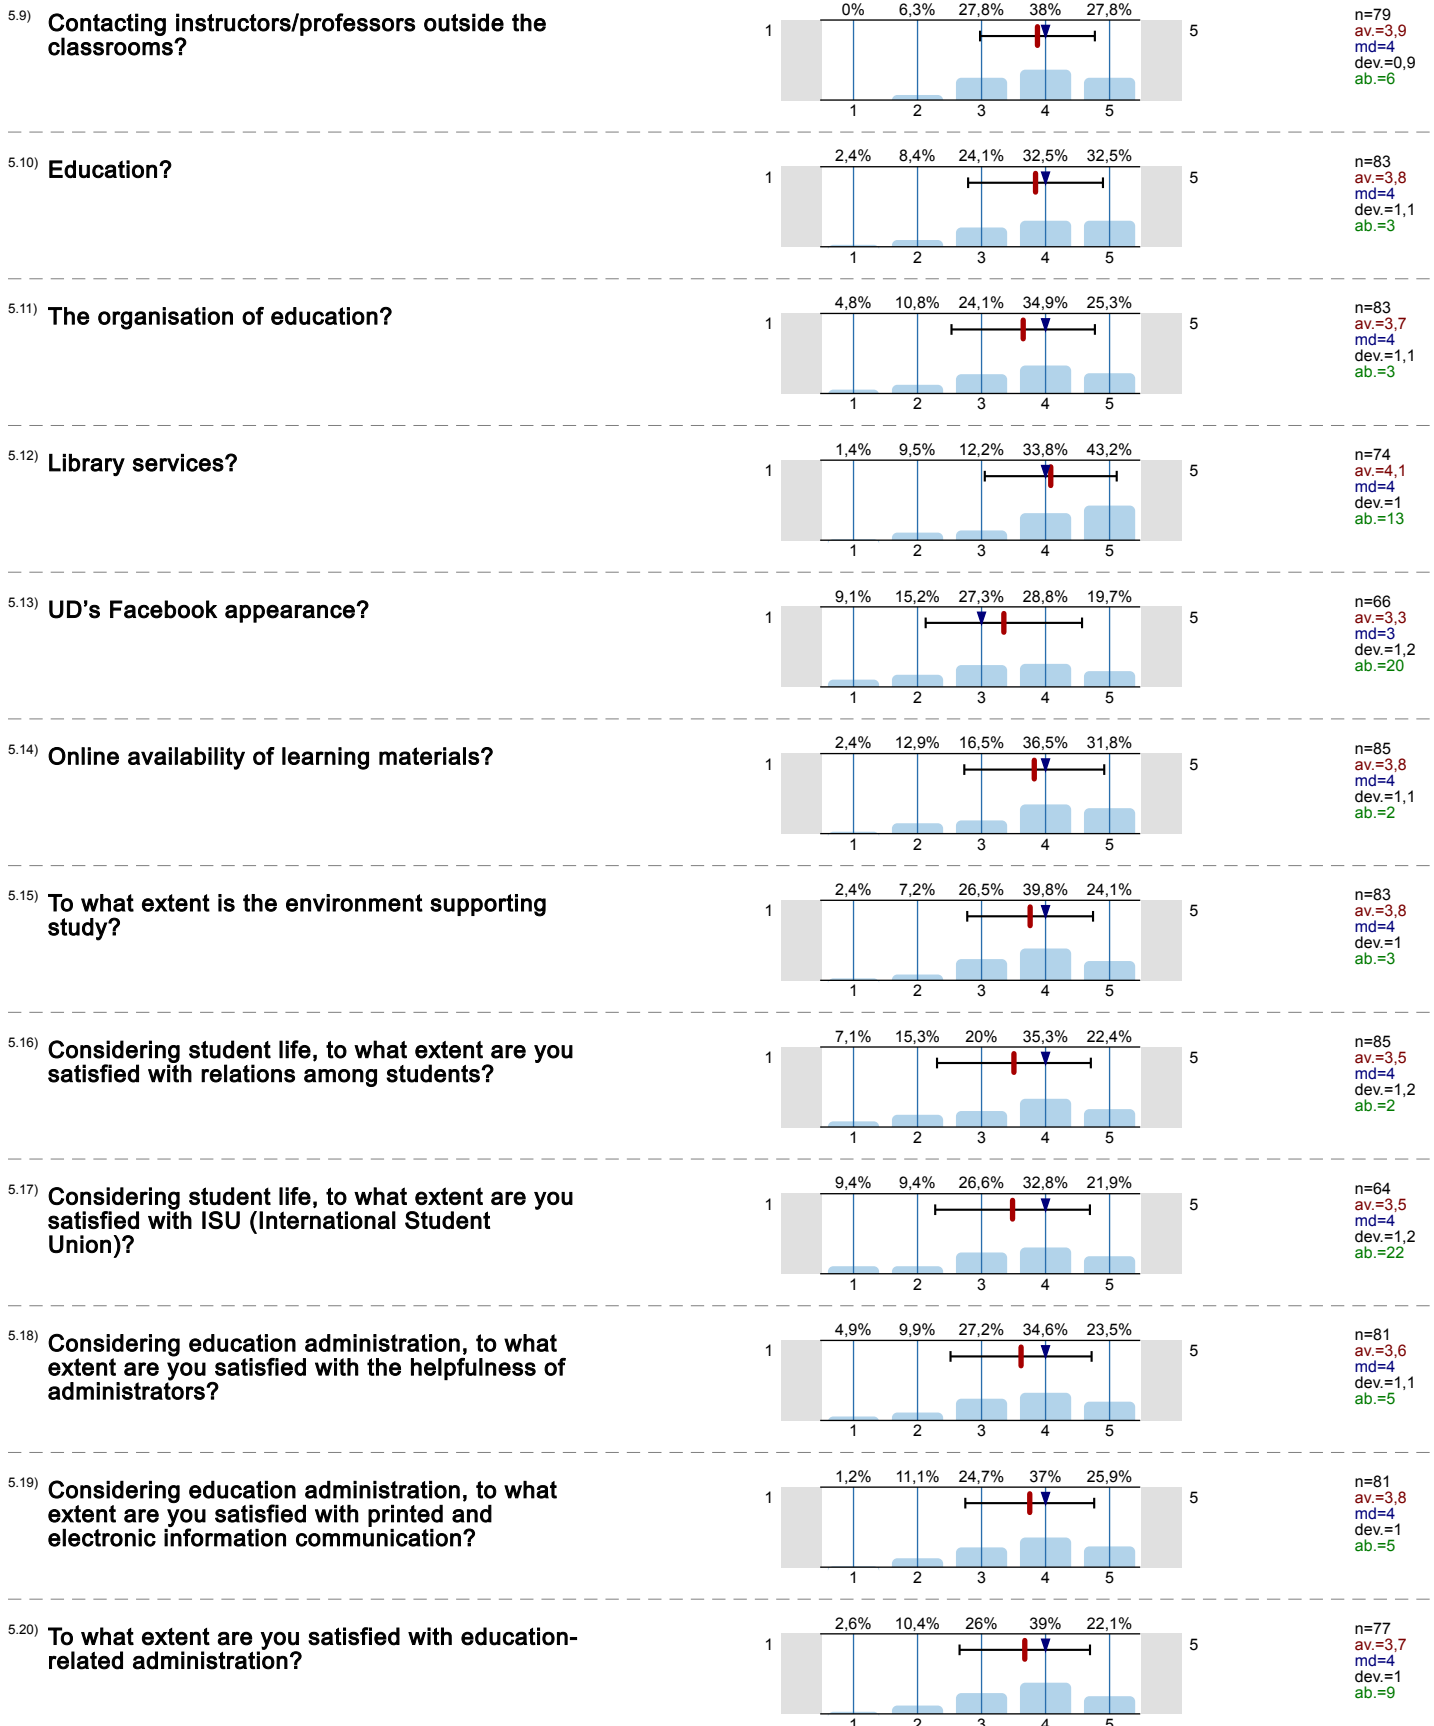 5.9) Contacting instructors/professors outside the
classrooms?
0% 6,3% 27,8% 38% 27,8%
1 5
1 2 3 4 5
n=79
av.=3,9
md=4
dev.=0,9
ab.=6
5.10) Education?
2,4% 8,4% 24,1% 32,5% 32,5%
1 5
1 2 3 4 5
n=83
av.=3,8
md=4
dev.=1,1
ab.=3
5.11) The organisation of education?
4,8% 10,8% 24,1% 34,9% 25,3%
1 5
1 2 3 4 5
n=83
av.=3,7
md=4
dev.=1,1
ab.=3
5.12) Library services?
1,4% 9,5% 12,2% 33,8% 43,2%
1 5
1 2 3 4 5
n=74
av.=4,1
md=4
dev.=1
ab.=13
5.13) UD's Facebook appearance?
9,1% 15,2% 27,3% 28,8% 19,7%
1 5
1 2 3 4 5
n=66
av.=3,3
md=3
dev.=1,2
ab.=20
5.14) Online availability of learning materials?
2,4% 12,9% 16,5% 36,5% 31,8%
1 5
1 2 3 4 5
n=85
av.=3,8
md=4
dev.=1,1
ab.=2
5.15) To what extent is the environment supporting
study?
2,4% 7,2% 26,5% 39,8% 24,1%
1 5
1 2 3 4 5
n=83
av.=3,8
md=4
dev.=1
ab.=3
5.16) Considering student life, to what extent are you
satisfied with relations among students?
7,1% 15,3% 20% 35,3% 22,4%
1 5
1 2 3 4 5
n=85
av.=3,5
md=4
dev.=1,2
ab.=2
5.17) Considering student life, to what extent are you
satisfied with ISU (International Student
Union)?
9,4% 9,4% 26,6% 32,8% 21,9%
1 5
1 2 3 4 5
n=64
av.=3,5
md=4
dev.=1,2
ab.=22
5.18) Considering education administration, to what
extent are you satisfied with the helpfulness of
administrators?
4,9% 9,9% 27,2% 34,6% 23,5%
1 5
1 2 3 4 5
n=81
av.=3,6
md=4
dev.=1,1
ab.=5
5.19) Considering education administration, to what
extent are you satisfied with printed and
electronic information communication?
1,2% 11,1% 24,7% 37% 25,9%
1 5
1 2 3 4 5
n=81
av.=3,8
md=4
dev.=1
ab.=5
5.20) To what extent are you satisfied with education-
related administration?
2,6% 10,4% 26% 39% 22,1%
1 5
1 2 3 4 5
n=77
av.=3,7
md=4
dev.=1
ab.=9